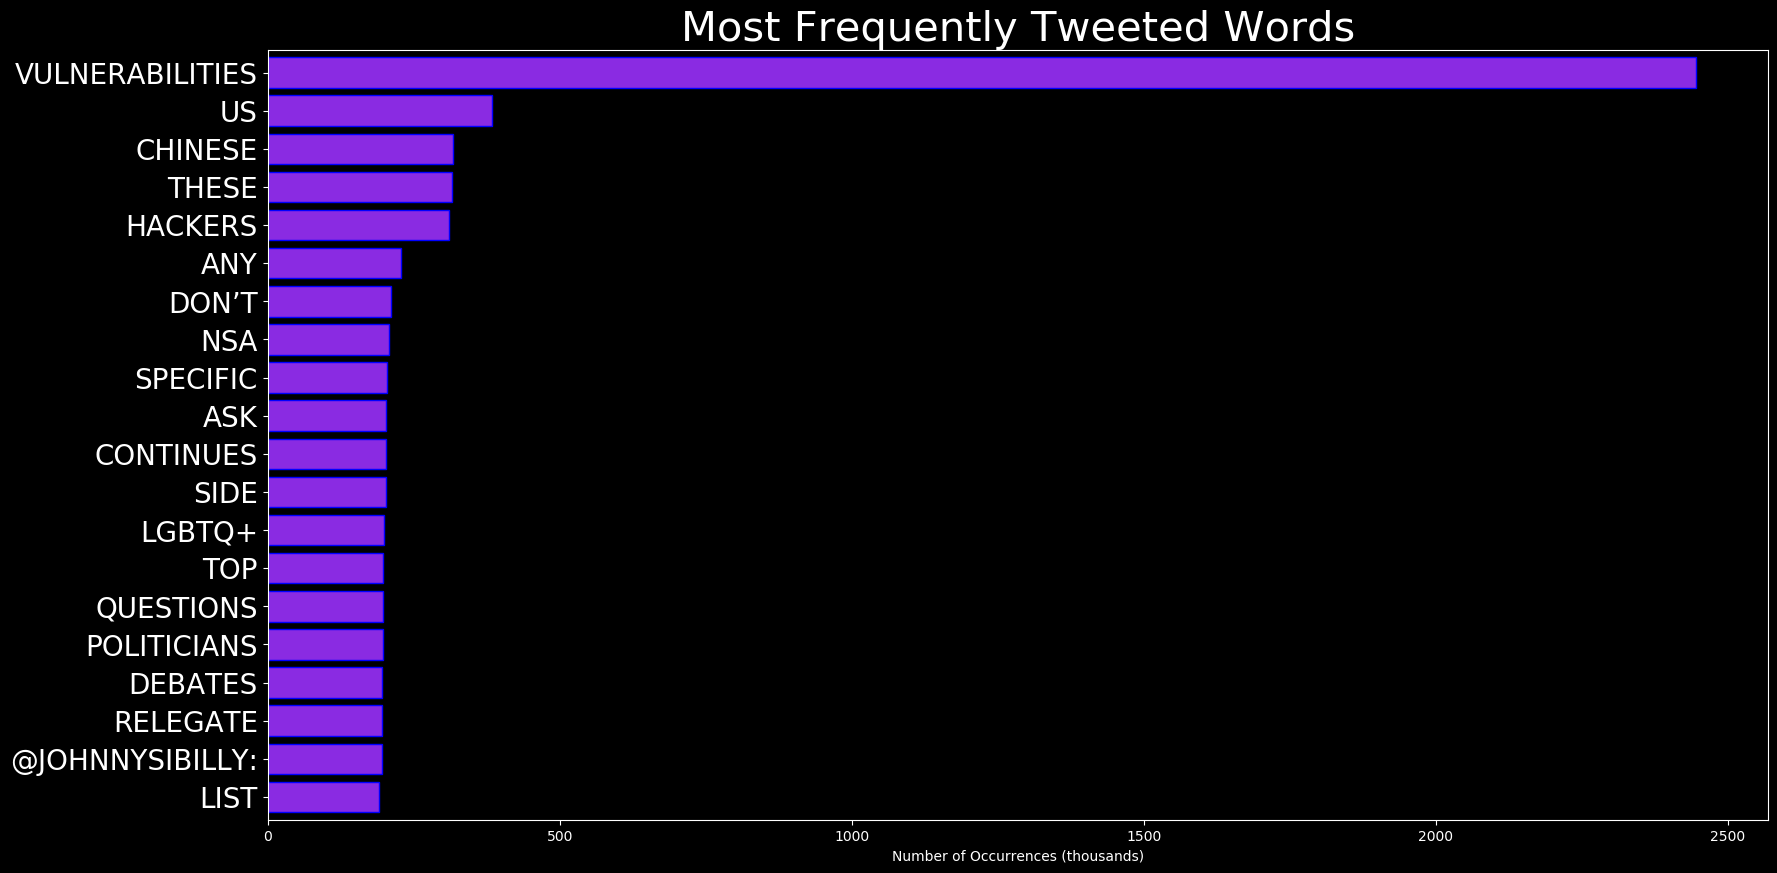 Most Frequently Tweeted Words
VULNERABILITIES
US
CHINESE
THESE
HACKERS
ANY
DON’T
NSA
SPECIFIC
ASK
CONTINUES
SIDE
LGBTQ+
TOP
QUESTIONS
POLITICIANS
DEBATES
RELEGATE
@JOHNNYSIBILLY:
LIST
0 500 1000 1500 2000 2500
Number of Occurrences (thousands)